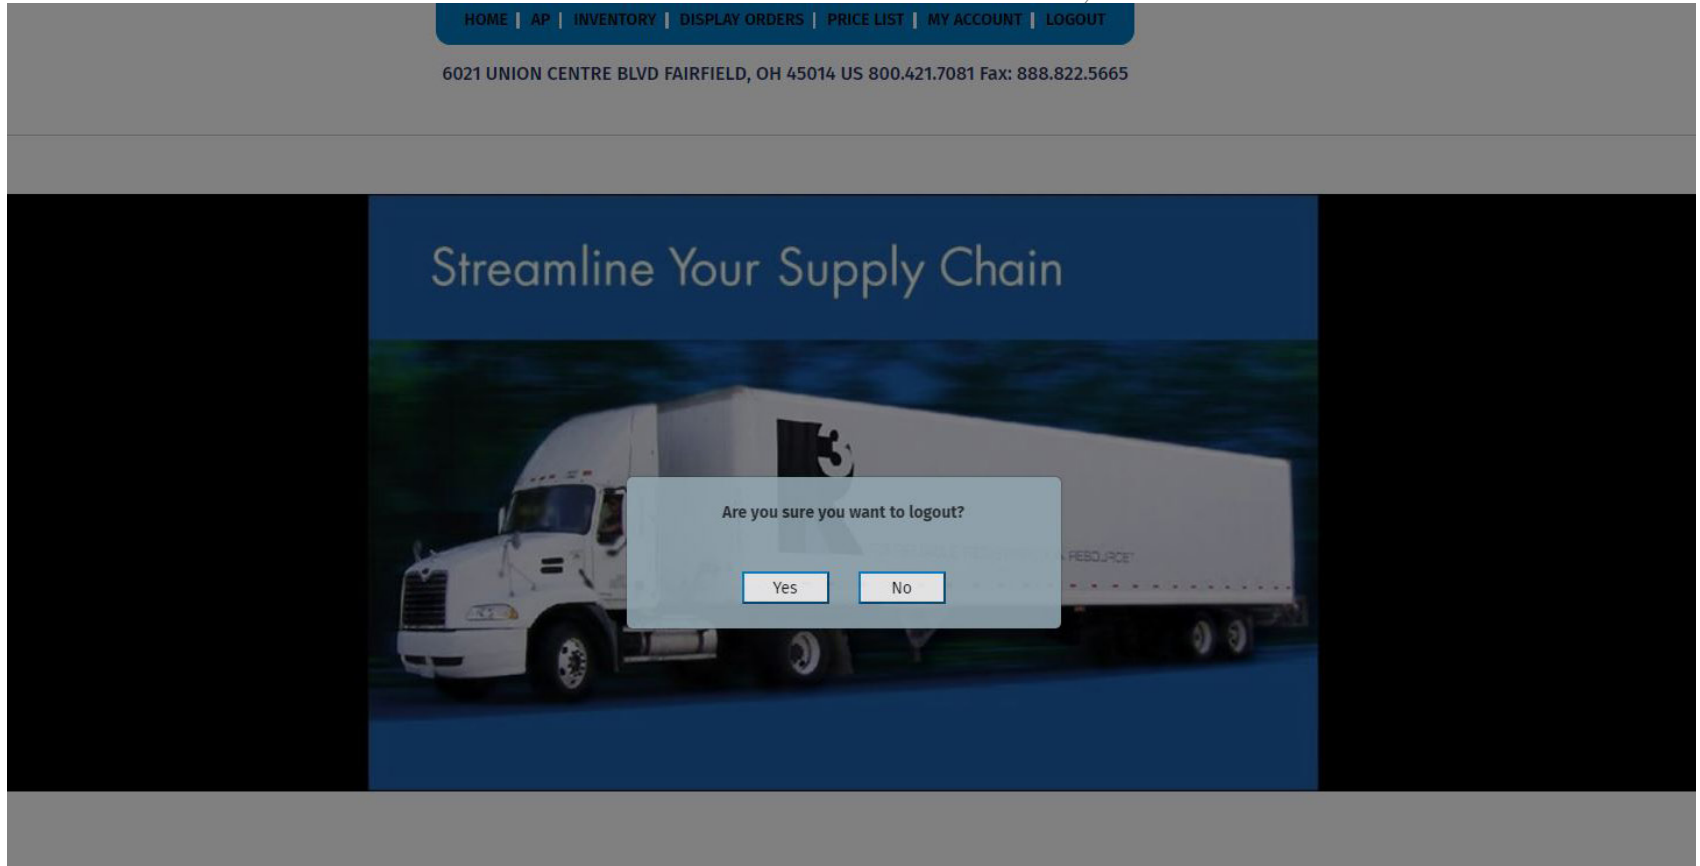 HOME | AP | INVENTORY | DISPLAY ORDERS | PRICE LIST | MY ACCOUNT | LOGOUT
6021 UNION CENTRE BLVD FAIRFIELD, OH 45014 US 800.421.7081 Fax: 888.822.5665
Streamline Your Supply Chain
R3
RESOURCE
Are you sure you want to logout?
Yes No